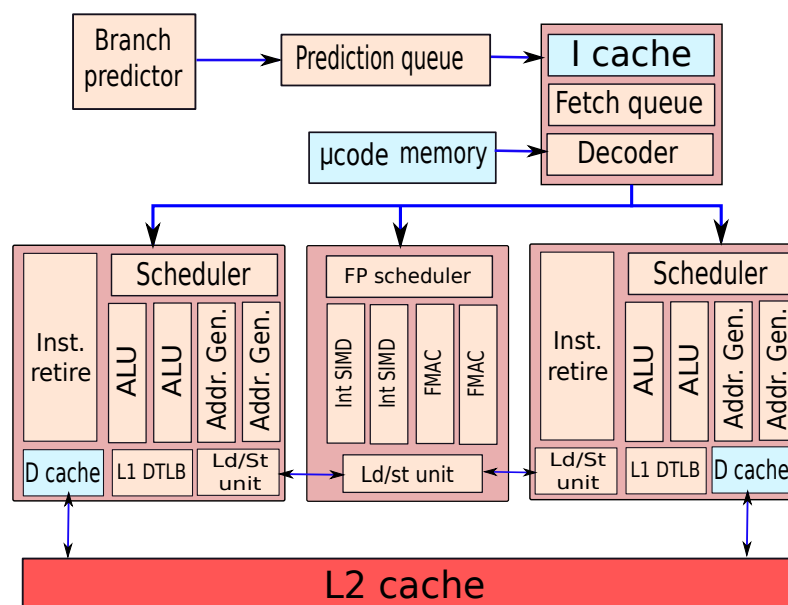 Branch
predictor
Prediction queue
I cache
Fetch queue
µcode memory
Decoder
Inst.
retire
Scheduler
ALU
ALU
Addr. Gen.
Addr. Gen.
D cache
L1 DTLB
Ld/St
unit
FP scheduler
Int SIMD
Int SIMD
FMAC
FMAC
Ld/st unit
Inst.
retire
Scheduler
ALU
ALU
Addr. Gen.
Addr. Gen.
Ld/St
unit
L1 DTLB
D cache
L2 cache